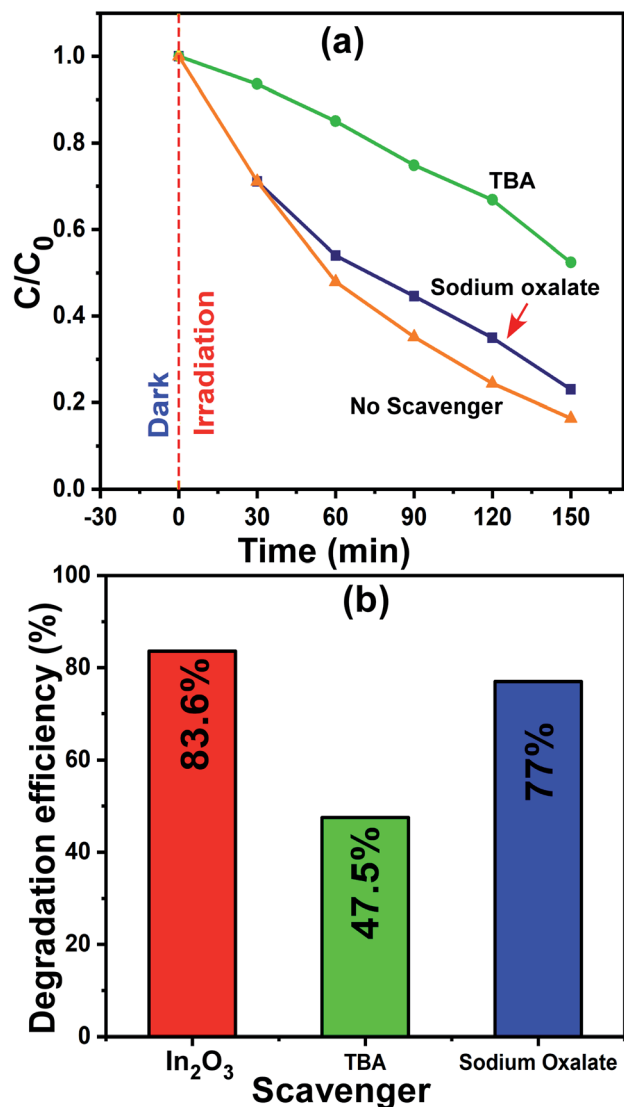 (a)
1.0
0.8
0.6
0.4
0.2
0.0
C/C₀
Dark
Irradiation
TBA
Sodium oxalate
No Scavenger
-30 0 30 60 90 120 150
Time (min)
(b)
100
80
60
40
20
0
Degradation efficiency (%)
83.6%
47.5%
77%
In₂O₃ TBA Sodium Oxalate
Scavenger